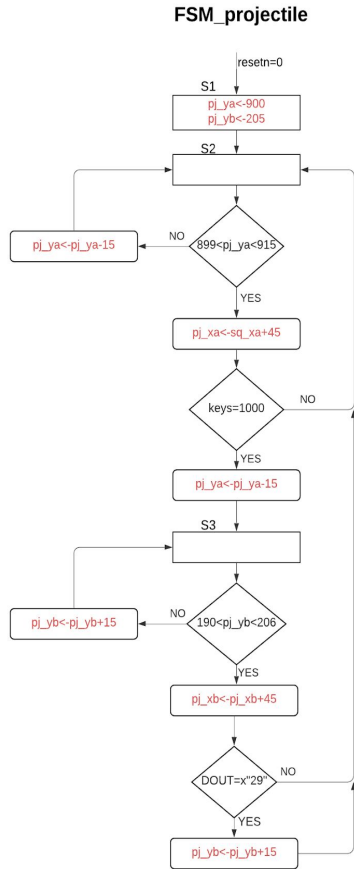 FSM_projectile
resetn=0
S1
pj_ya<-900
pj_yb<-205
S2
NO
899<pj_ya<915
pj_ya<-pj_ya-15
YES
pj_xa<-sq_xa+45
NO
keys=1000
YES
pj_ya<-pj_ya-15
S3
NO
190<pj_yb<206
pj_yb<-pj_yb+15
YES
pj_xb<-pj_xb+45
NO
DOUT=x"29"
YES
pj_yb<-pj_yb+15